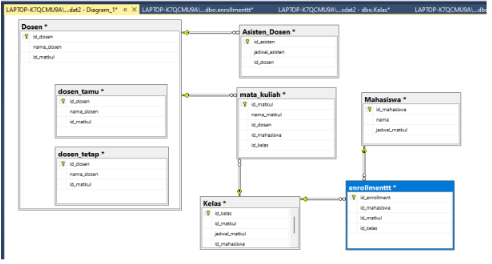 LAPTOP-K7QCMU9A\...dat2 - Diagram_1*
LAPTOP-K7QCMU9A\...dbo.enrollmenttt*
LAPTOP-K7QCMU9A\...sdat2 - dbo.Kelas*
LAPTOP-K7QCMU9A\...dbo
Dosen *
id_dosen
nama_dosen
id_matkul
dosen_tamu *
id_dosen
nama_dosen
id_matkul
dosen_tetap *
id_dosen
nama_dosen
id_matkul
Asisten_Dosen *
id_asisten
jadwal_asisten
id_dosen
mata_kuliah *
id_matkul
nama_matkul
id_dosen
id_mahasiswa
id_kelas
Mahasiswa *
id_mahasiswa
nama
jadwal_matkul
Kelas *
id_kelas
id_matkul
jadwal_matkul
id_mahasiswa
enrollmenttt *
id_enrollment
id_mahasiswa
id_matkul
id_kelas